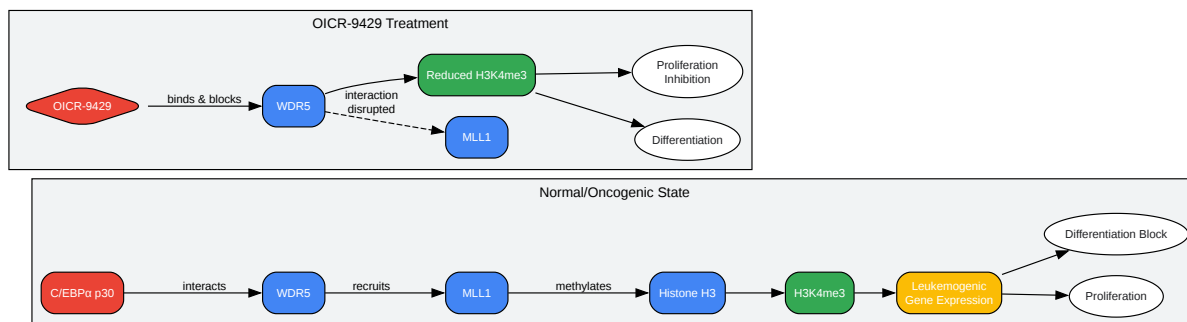 OICR-9429 Treatment
OICR-9429
binds & blocks
WDR5
interaction
disrupted
Reduced H3K4me3
MLL1
Proliferation
Inhibition
Differentiation
Normal/Oncogenic State
C/EBPα p30
interacts
WDR5
recruits
MLL1
methylates
Histone H3
H3K4me3
Leukemogenic
Gene Expression
Differentiation Block
Proliferation